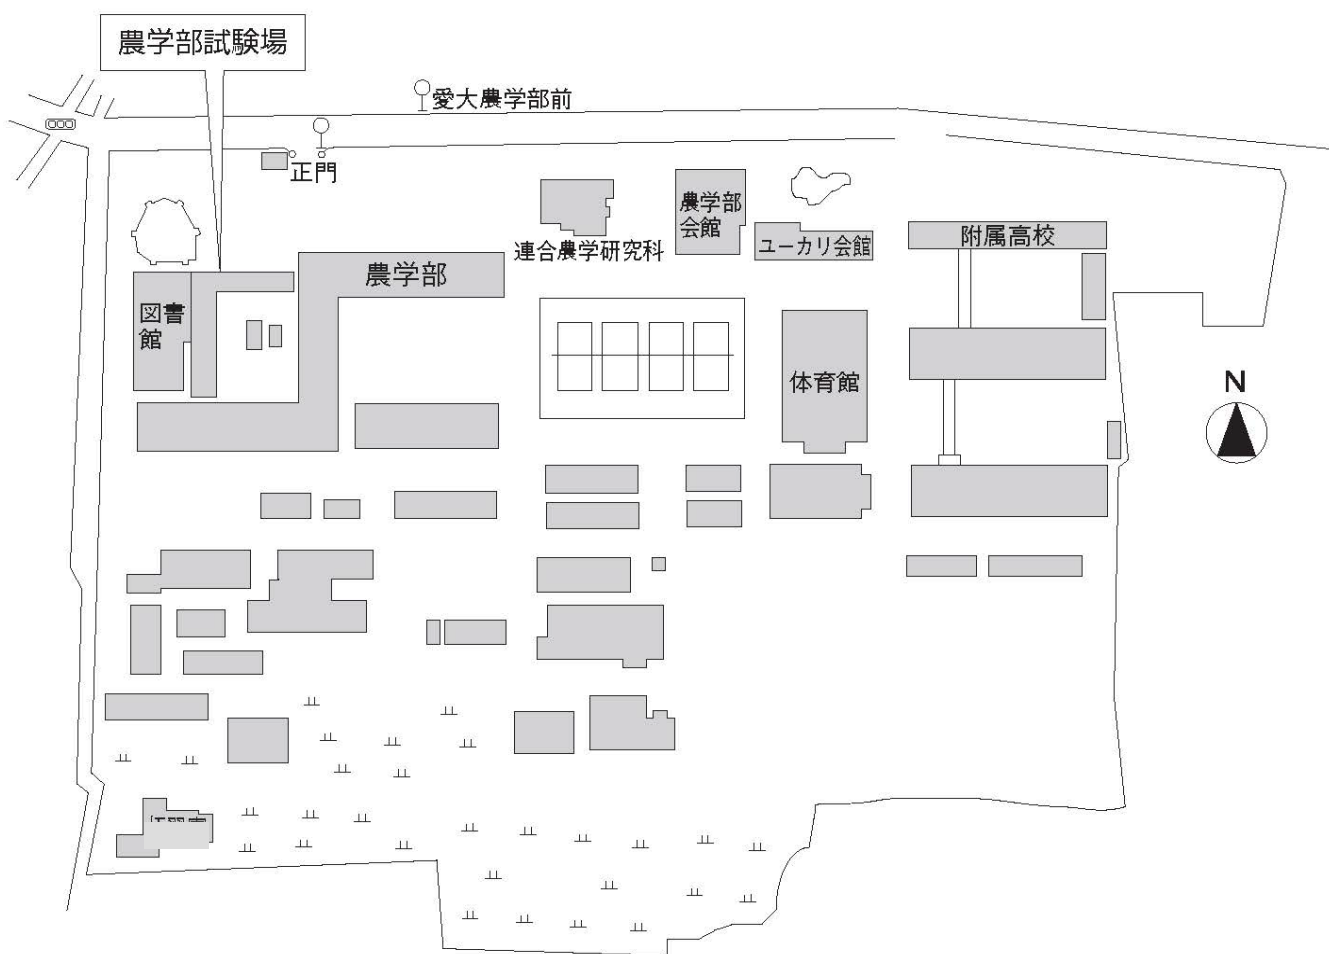 農学部試験場
愛大農学部前
正門
農学部
会館
連合農学研究科
ユーカリ会館
附属高校
農学部
図書
館
体育館
N